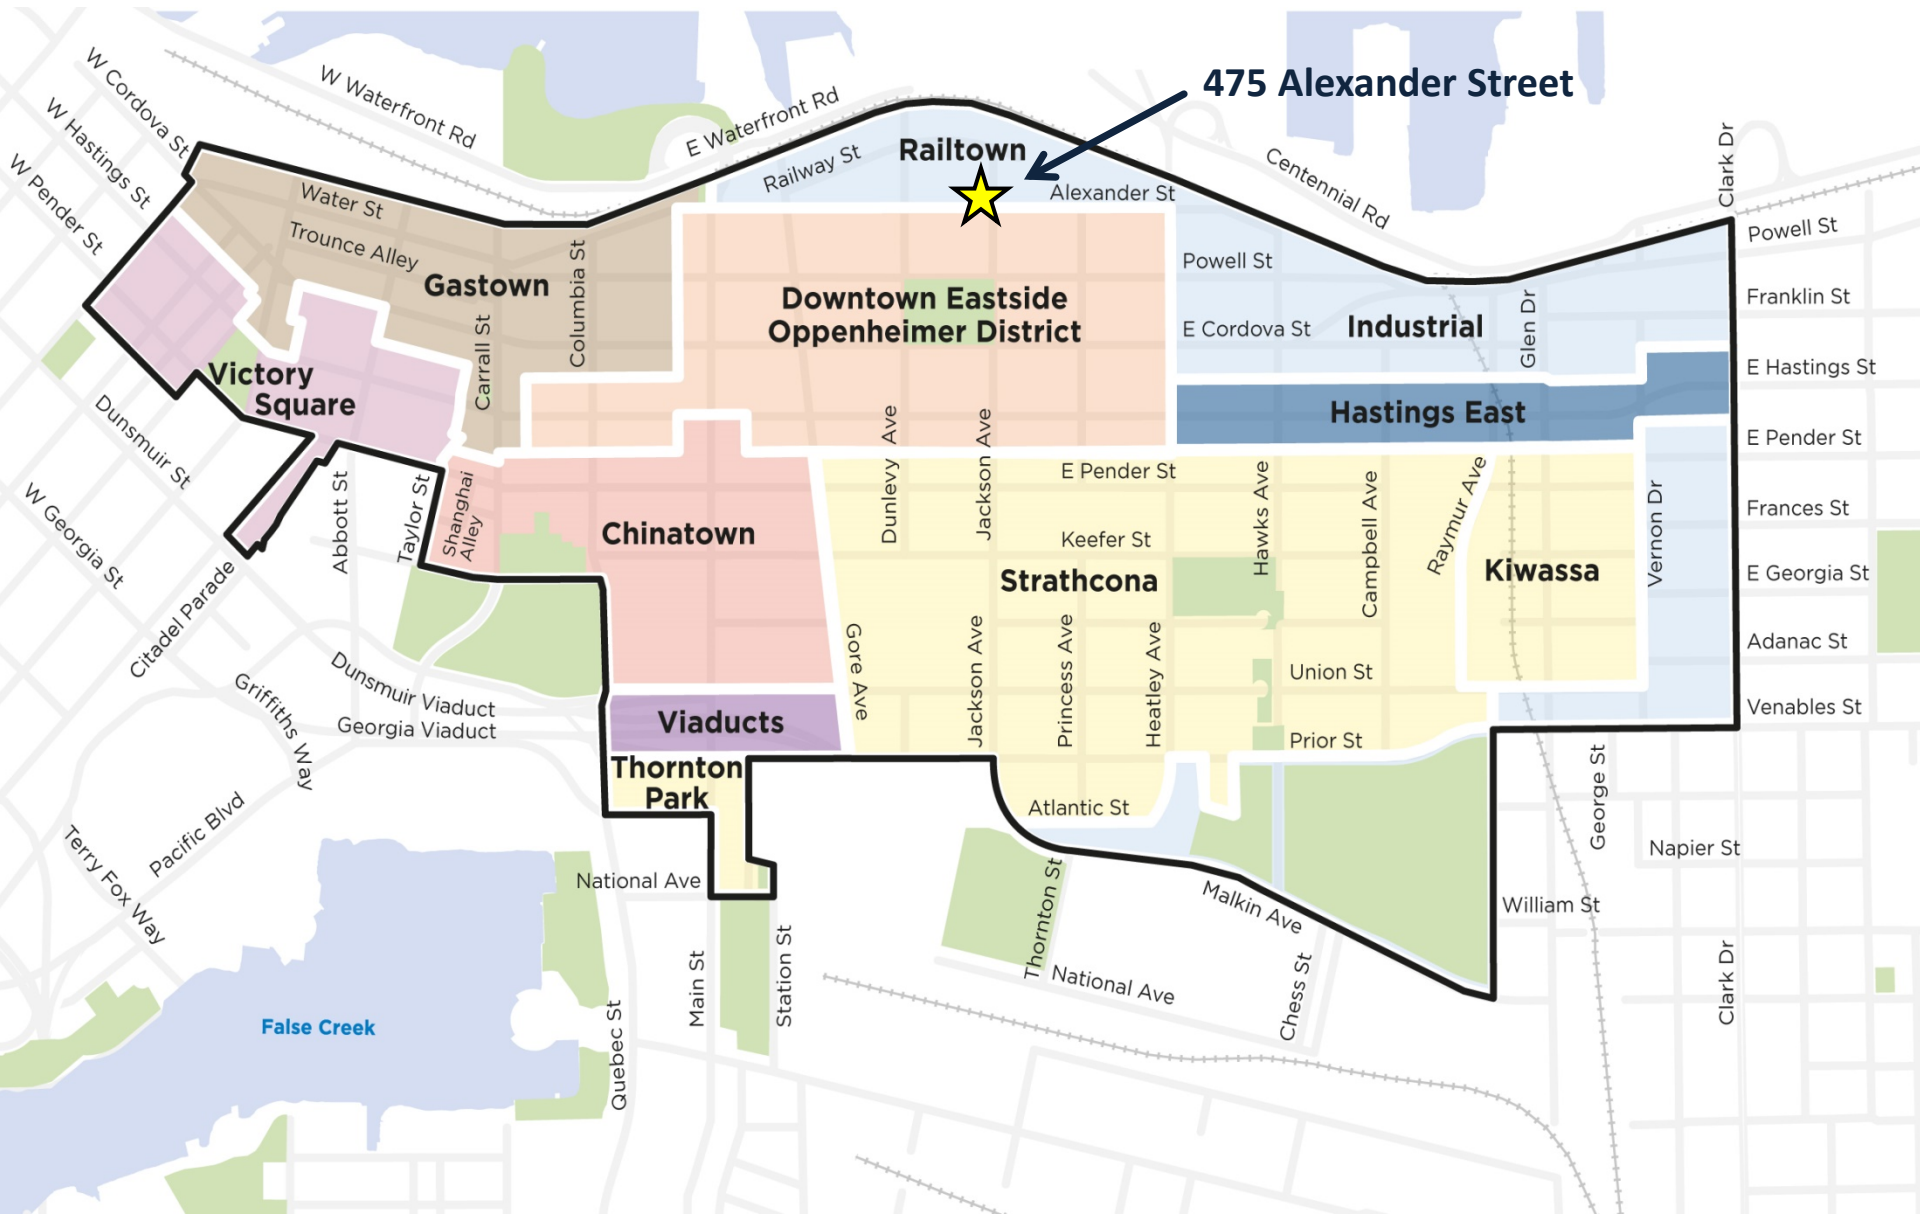 475 Alexander Street
W Cordova St
W Waterfront Rd
E Waterfront Rd
W Hastings St
W Pender St
Railway St
Railtown
Alexander St
Centennial Rd
Clark Dr
Water St
Trounce Alley
Gastown
Columbia St
Carrall St
Downtown Eastside
Oppenheimer District
Powell St
E Cordova St
Industrial
Glen Dr
Powell St
Franklin St
E Hastings St
E Pender St
Frances St
E Georgia St
Adanac St
Venables St
Victory
Square
Hastings East
Dunsmuir St
W Georgia St
Abbott St
Taylor St
Shanghai
Alley
Chinatown
Dunlevy Ave
Jackson Ave
E Pender St
Keefer St
Strathcona
Hawks Ave
Campbell Ave
Raymur Ave
Kiwassa
Vernon Dr
Citadel Parade
Griffiths Way
Dunsmuir Viaduct
Georgia Viaduct
Viaducts
Gore Ave
Jackson Ave
Princess Ave
Heatley Ave
Union St
Prior St
Thornton
Park
Atlantic St
Pacific Blvd
Terry Fox Way
National Ave
Main St
Station St
Quebec St
Thornton St
National Ave
Malkin Ave
Chess St
George St
Napier St
William St
Clark Dr
False Creek